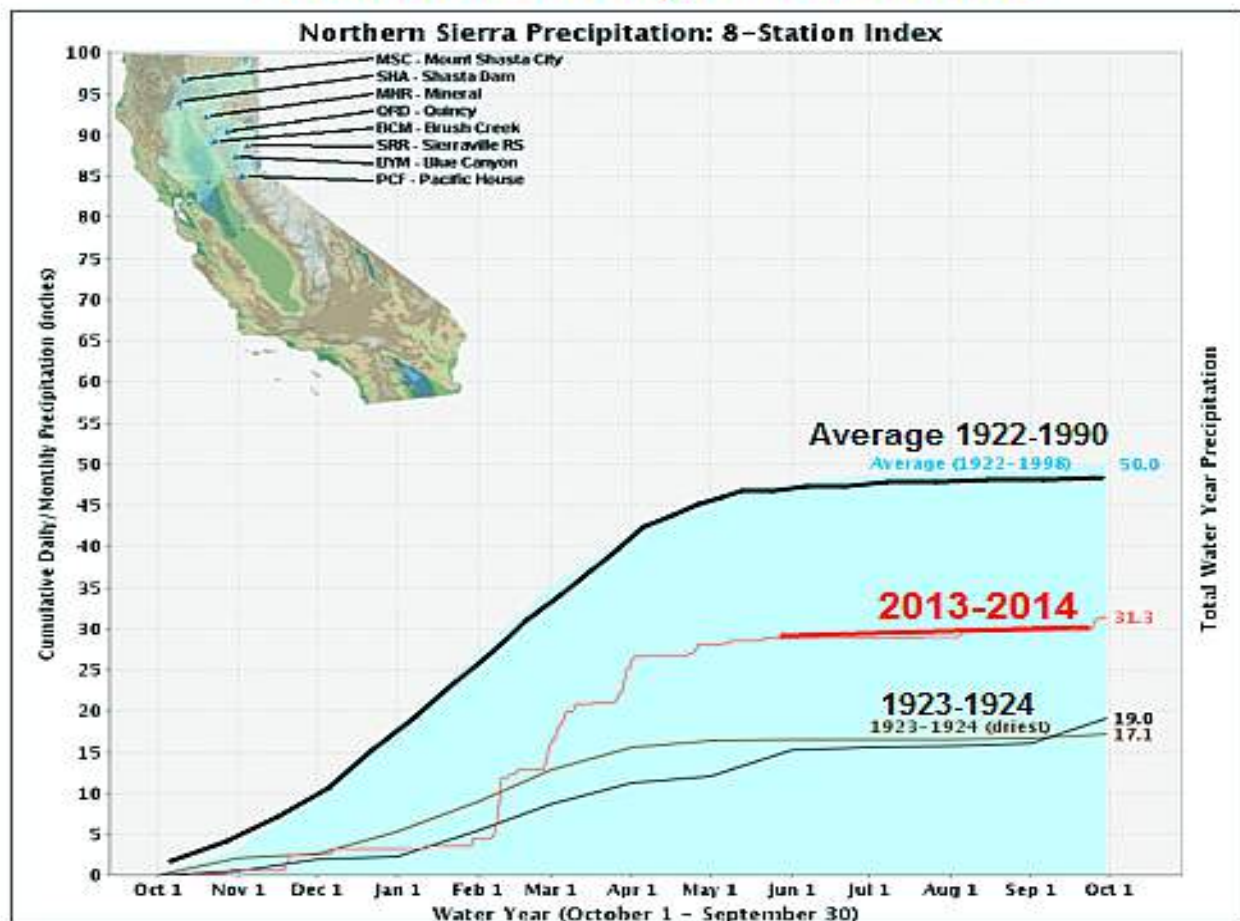 Northern Sierra Precipitation: 8-Station Index
100
95
90
85
80
75
70
65
60
55
50
45
40
35
30
25
20
15
10
5
0
MSC - Mount Shasta City
SHA - Shasta Dam
MNR - Mineral
QRD - Quincy
BCM - Brush Creek
SRR - Sierraville RS
BYM - Blue Canyon
PCF - Pacific House
Cumulative Daily/Monthly Precipitation (inches)
Total Water Year Precipitation
Average 1922-1990
Average (1922-1998)
50.0
2013-2014
31.3
1923-1924
1923-1924 (driest)
19.0
17.1
Oct 1 Nov 1 Dec 1 Jan 1 Feb 1 Mar 1 Apr 1 May 1 Jun 1 Jul 1 Aug 1 Sep 1 Oct 1
Water Year (October 1 - September 30)